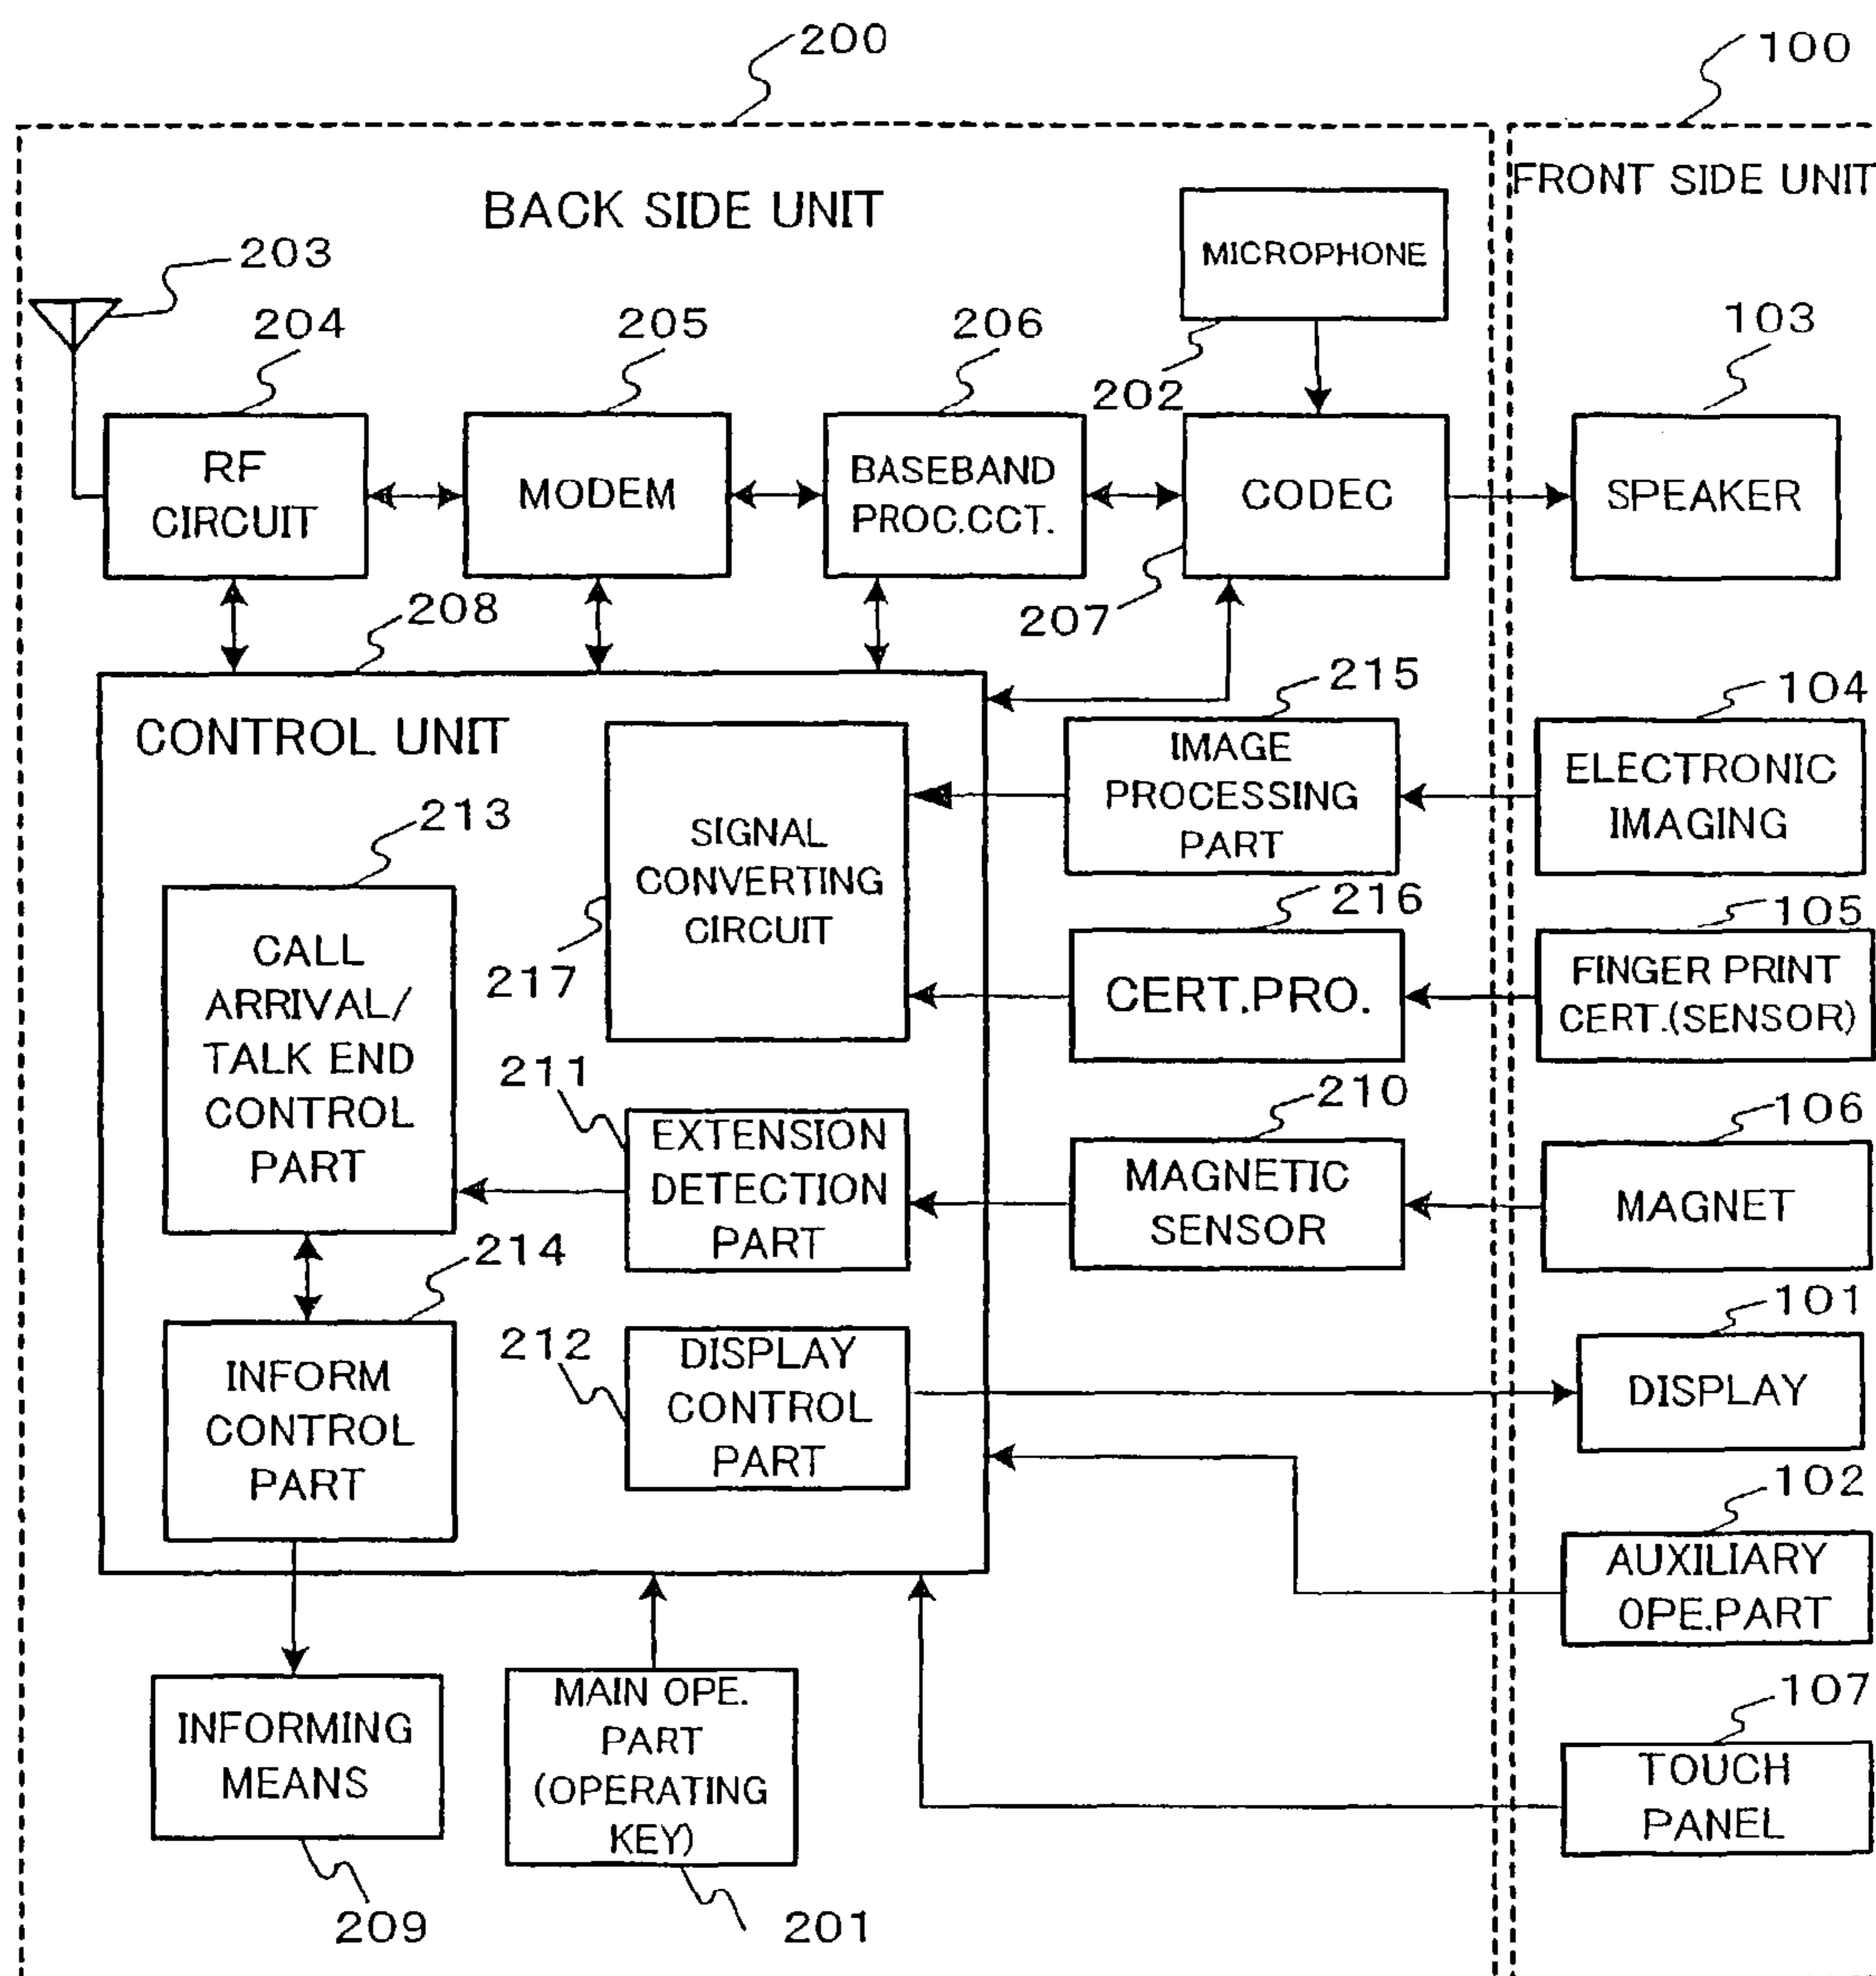 200
100
BACK SIDE UNIT
FRONT SIDE UNIT
MICROPHONE
203
204
205
206
202
103
RF
CIRCUIT
MODEM
BASEBAND
PROC.CCT.
CODEC
SPEAKER
208
207
215
104
CONTROL UNIT
SIGNAL
CONVERTING
CIRCUIT
217
IMAGE
PROCESSING
PART
ELECTRONIC
IMAGING
213
216
105
CALL
ARRIVAL/
TALK END
CONTROL
PART
CERT.PRO.
FINGER PRINT
CERT.(SENSOR)
211
210
106
EXTENSION
DETECTION
PART
MAGNETIC
SENSOR
MAGNET
214
212
101
INFORM
CONTROL
PART
DISPLAY
CONTROL
PART
DISPLAY
102
AUXILIARY
OPE.PART
107
INFORMING
MEANS
MAIN OPE.
PART
(OPERATING
KEY)
TOUCH
PANEL
209
201